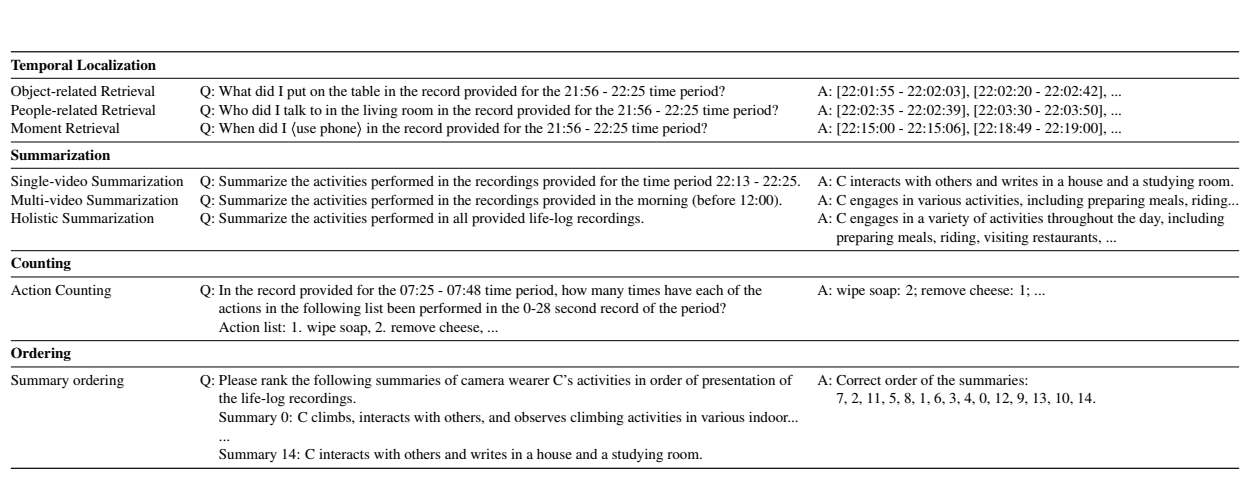 Temporal Localization
Object-related Retrieval Q: What did I put on the table in the record provided for the 21:56 - 22:25 time period? A: [22:01:55 - 22:02:03], [22:02:20 - 22:02:42], ...
People-related Retrieval Q: Who did I talk to in the living room in the record provided for the 21:56 - 22:25 time period? A: [22:02:35 - 22:02:39], [22:03:30 - 22:03:50], ...
Moment Retrieval Q: When did I ⟨use phone⟩ in the record provided for the 21:56 - 22:25 time period? A: [22:15:00 - 22:15:06], [22:18:49 - 22:19:00], ...
Summarization
Single-video Summarization Q: Summarize the activities performed in the recordings provided for the time period 22:13 - 22:25. A: C interacts with others and writes in a house and a studying room.
Multi-video Summarization Q: Summarize the activities performed in the recordings provided in the morning (before 12:00). A: C engages in various activities, including preparing meals, riding...
Holistic Summarization Q: Summarize the activities performed in all provided life-log recordings. A: C engages in a variety of activities throughout the day, including
preparing meals, riding, visiting restaurants, ...
Counting
Action Counting Q: In the record provided for the 07:25 - 07:48 time period, how many times have each of the A: wipe soap: 2; remove cheese: 1; ...
actions in the following list been performed in the 0-28 second record of the period?
Action list: 1. wipe soap, 2. remove cheese, ...
Ordering
Summary ordering Q: Please rank the following summaries of camera wearer C's activities in order of presentation of A: Correct order of the summaries:
the life-log recordings. 7, 2, 11, 5, 8, 1, 6, 3, 4, 0, 12, 9, 13, 10, 14.
Summary 0: C climbs, interacts with others, and observes climbing activities in various indoor...
...
Summary 14: C interacts with others and writes in a house and a studying room.